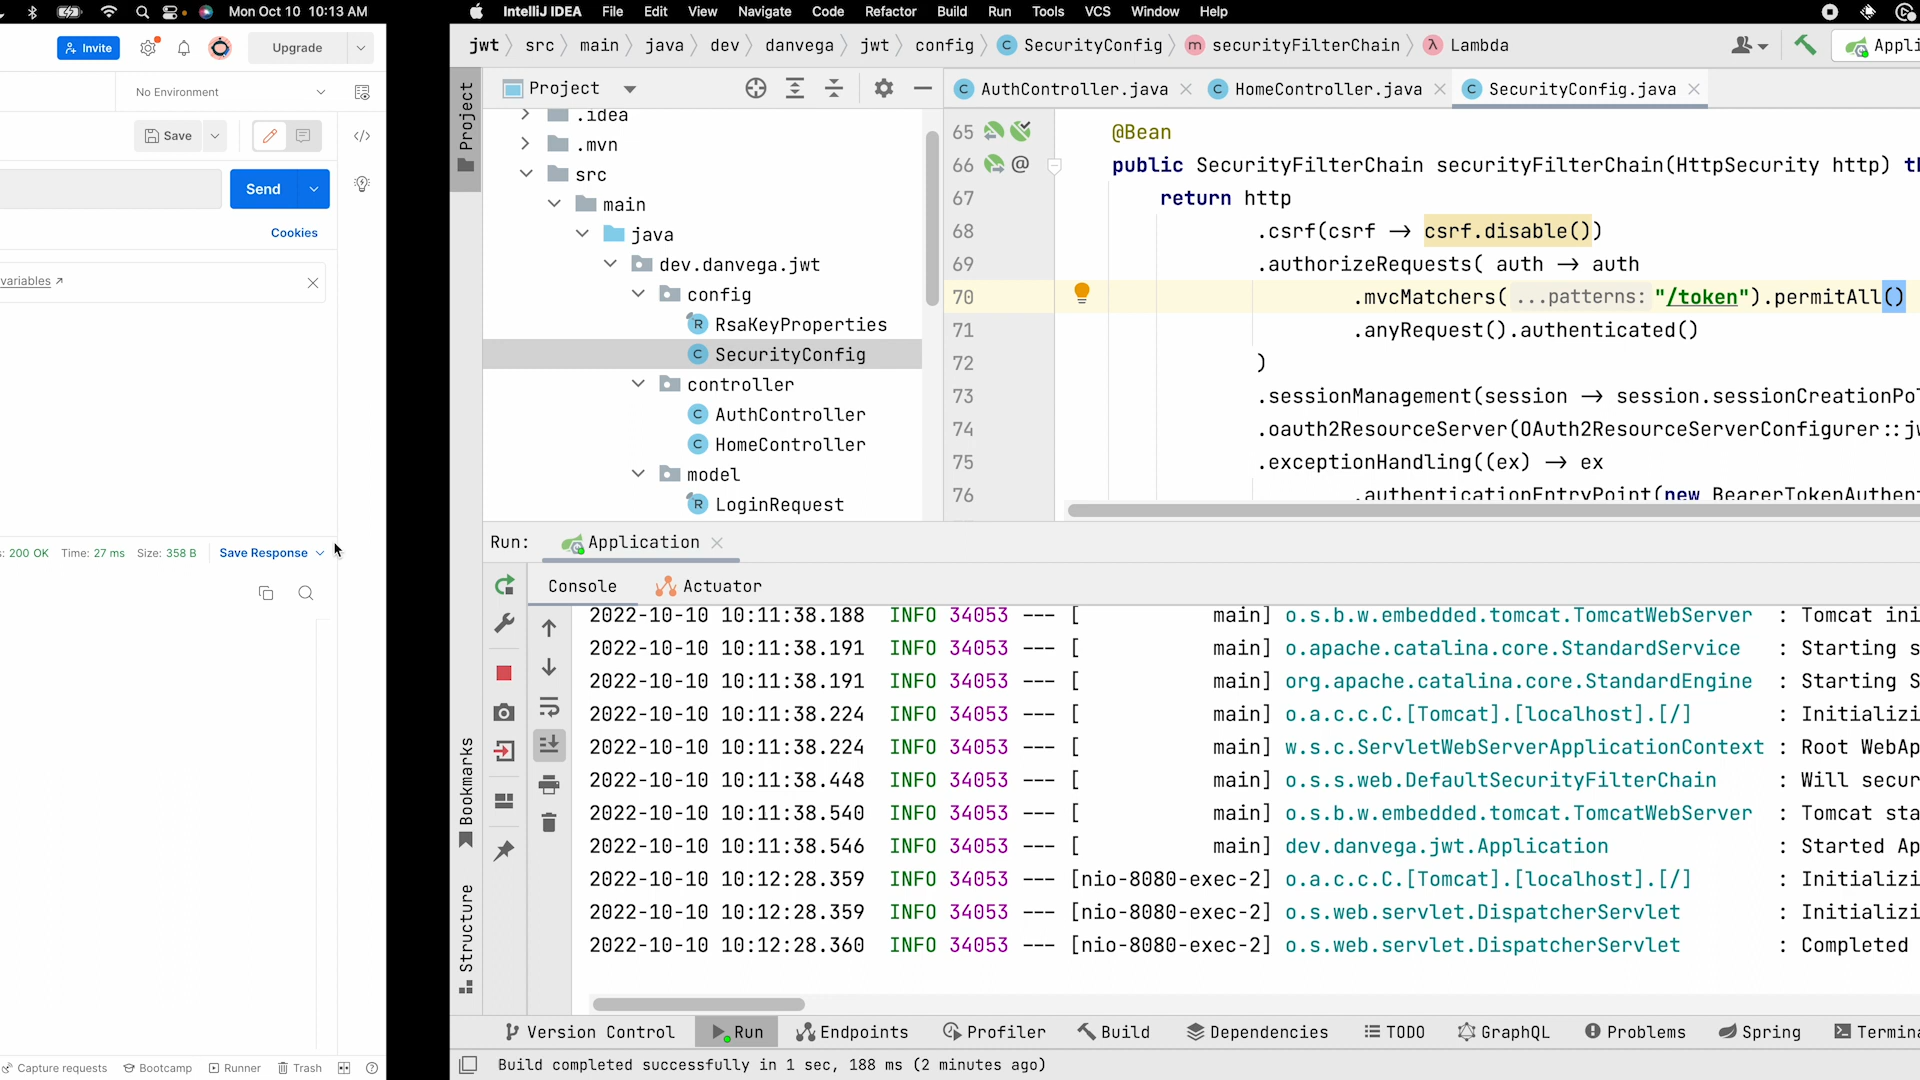 Mon Oct 10 10:13 AM
Invite
Upgrade
No Environment
Save
Send
Cookies
variables
200 OK Time: 27 ms Size: 358 B Save Response
Capture requests Bootcamp Runner Trash
IntelliJ IDEA File Edit View Navigate Code Refactor Build Run Tools VCS Window Help
jwt src main java dev danvega jwt config SecurityConfig securityFilterChain Lambda
Project
Project
AuthController.java HomeController.java SecurityConfig.java
.idea
.mvn
src
main
java
dev.danvega.jwt
config
RsaKeyProperties
SecurityConfig
controller
AuthController
HomeController
model
LoginRequest
65 @Bean
66 @ public SecurityFilterChain securityFilterChain(HttpSecurity http)
67 return http
68 .csrf(csrf → csrf.disable())
69 .authorizeRequests( auth → auth
70 .mvcMatchers( ...patterns: "/token").permitAll()
71 .anyRequest().authenticated()
72 )
73 .sessionManagement(session → session.sessionCreationPo
74 .oauth2ResourceServer(OAuth2ResourceServerConfigurer::jw
75 .exceptionHandling((ex) → ex
76 .authenticationEntryPoint(new BearerTokenAuthen
Run: Application
Console Actuator
2022-10-10 10:11:38.188 INFO 34053 --- [ main] o.s.b.w.embedded.tomcat.TomcatWebServer : Tomcat ini
2022-10-10 10:11:38.191 INFO 34053 --- [ main] o.apache.catalina.core.StandardService : Starting s
2022-10-10 10:11:38.191 INFO 34053 --- [ main] org.apache.catalina.core.StandardEngine : Starting S
2022-10-10 10:11:38.224 INFO 34053 --- [ main] o.a.c.c.C.[Tomcat].[localhost].[/] : Initializi
2022-10-10 10:11:38.224 INFO 34053 --- [ main] w.s.c.ServletWebServerApplicationContext : Root WebAp
2022-10-10 10:11:38.448 INFO 34053 --- [ main] o.s.s.web.DefaultSecurityFilterChain : Will secur
2022-10-10 10:11:38.540 INFO 34053 --- [ main] o.s.b.w.embedded.tomcat.TomcatWebServer : Tomcat sta
2022-10-10 10:11:38.546 INFO 34053 --- [ main] dev.danvega.jwt.Application : Started Ap
2022-10-10 10:12:28.359 INFO 34053 --- [nio-8080-exec-2] o.a.c.c.C.[Tomcat].[localhost].[/] : Initializi
2022-10-10 10:12:28.359 INFO 34053 --- [nio-8080-exec-2] o.s.web.servlet.DispatcherServlet : Initializi
2022-10-10 10:12:28.360 INFO 34053 --- [nio-8080-exec-2] o.s.web.servlet.DispatcherServlet : Completed
Bookmarks
Structure
Version Control Run Endpoints Profiler Build Dependencies TODO GraphQL Problems Spring Termina
Build completed successfully in 1 sec, 188 ms (2 minutes ago)